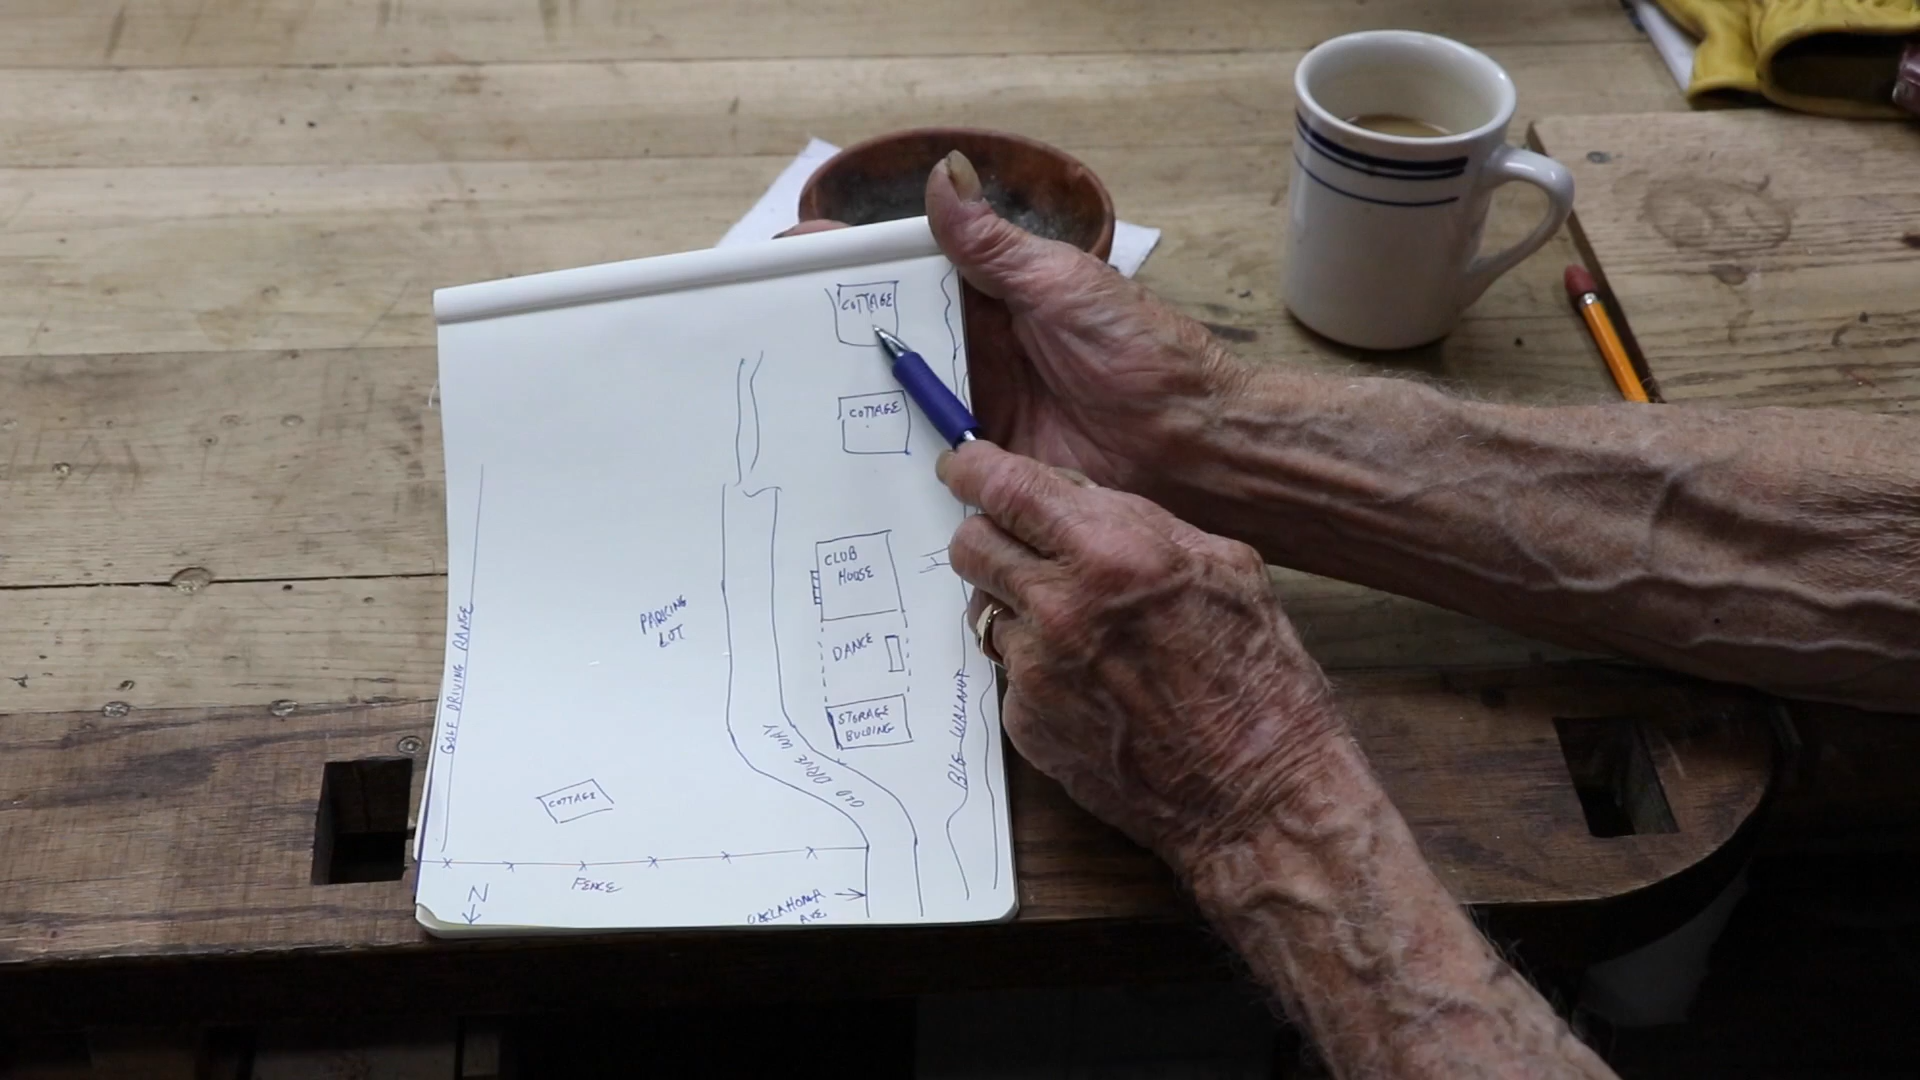 COTTAGE
COTTAGE
CLUB
HOUSE
PARKING
LOT
DANCE
GOLF DRIVING RANGE
STORAGE
BUILDING
BIG WALNUT
OLD DRIVE WAY
COTTAGE
FENCE
N
OKLAHOMA
AVE.